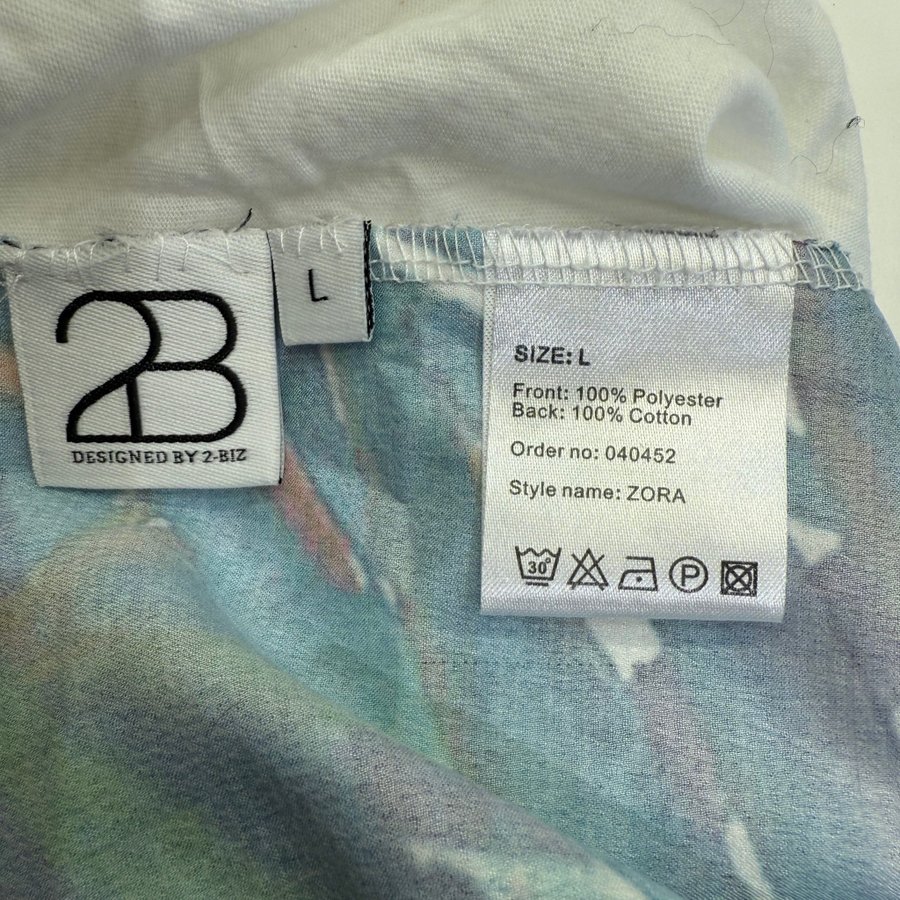 2B
DESIGNED BY 2-BIZ
L
SIZE: L
Front: 100% Polyester
Back: 100% Cotton
Order no: 040452
Style name: ZORA
30°
P